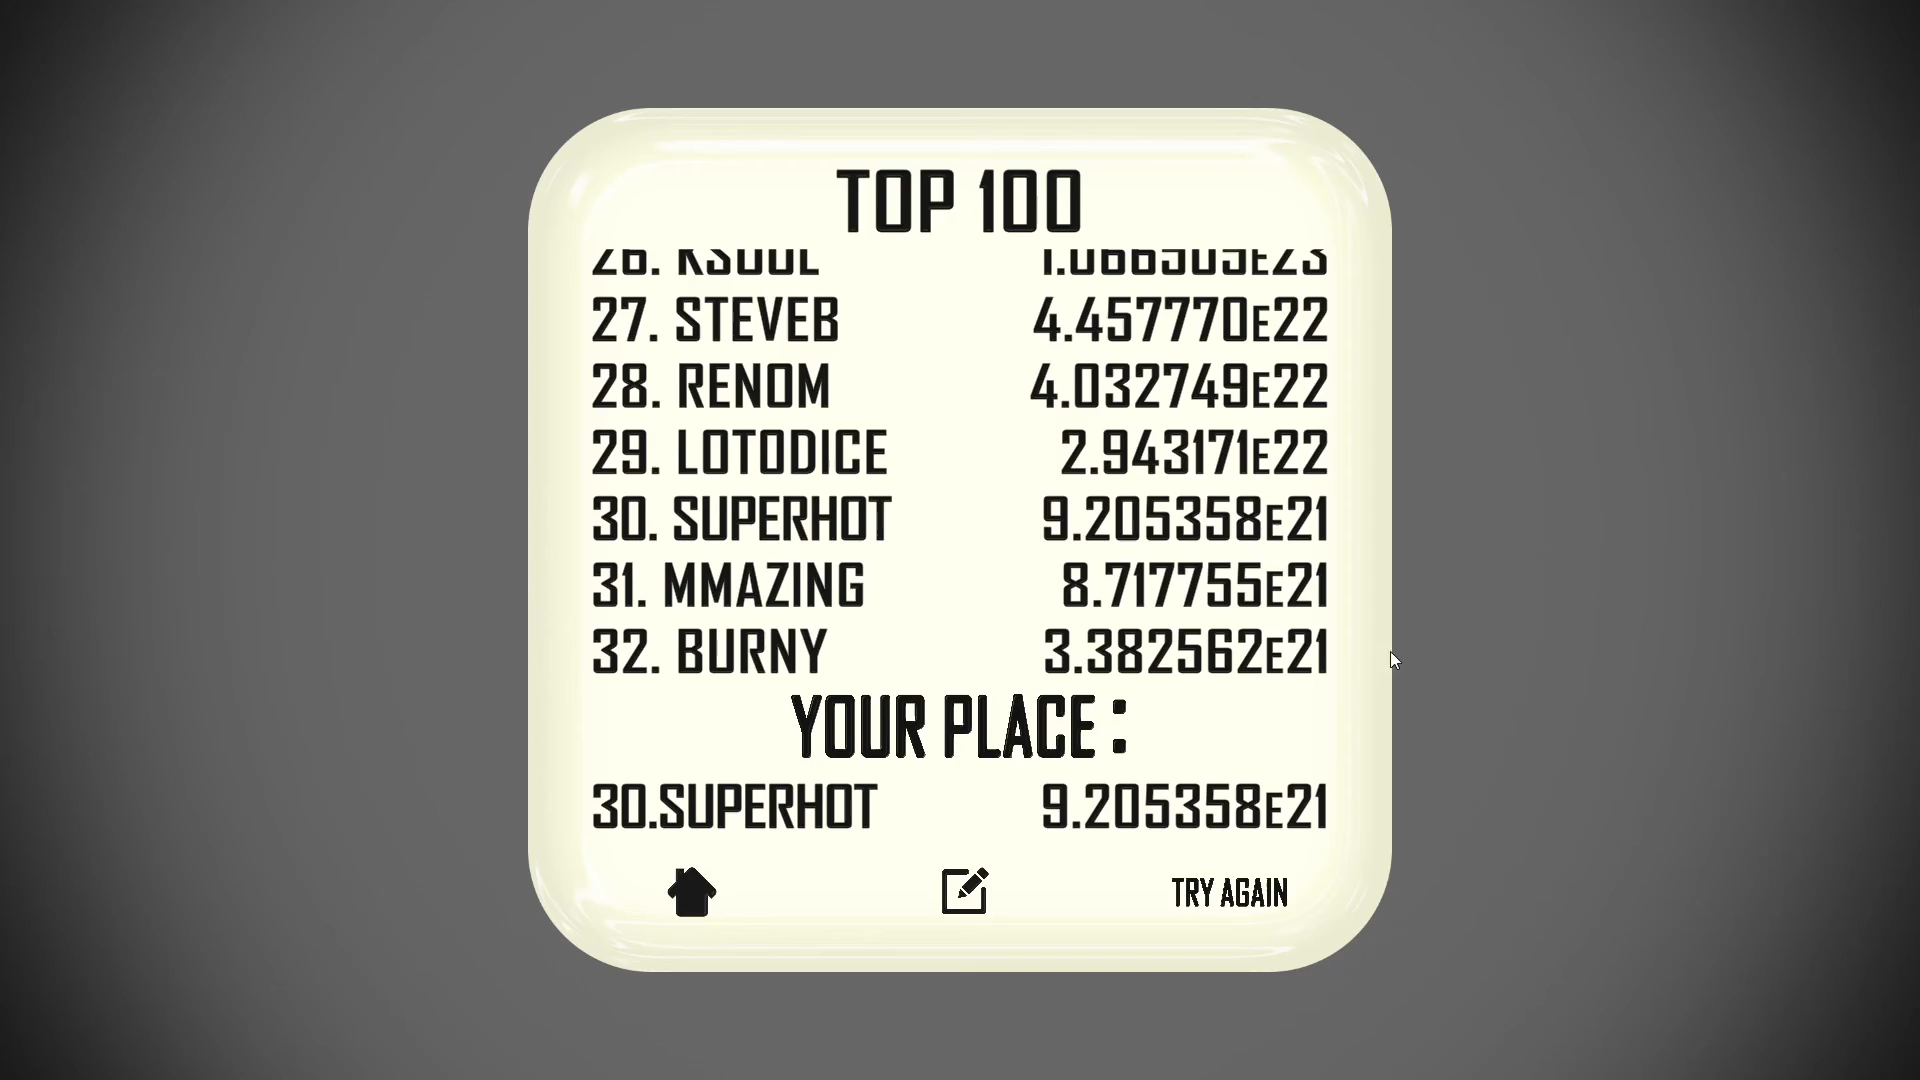 TOP 100
27. STEVEB 4.457770E22
28. RENOM 4.032749E22
29. LOTODICE 2.943171E22
30. SUPERHOT 9.205358E21
31. MMAZING 8.717755E21
32. BURNY 3.382562E21
YOUR PLACE :
30.SUPERHOT 9.205358E21
TRY AGAIN